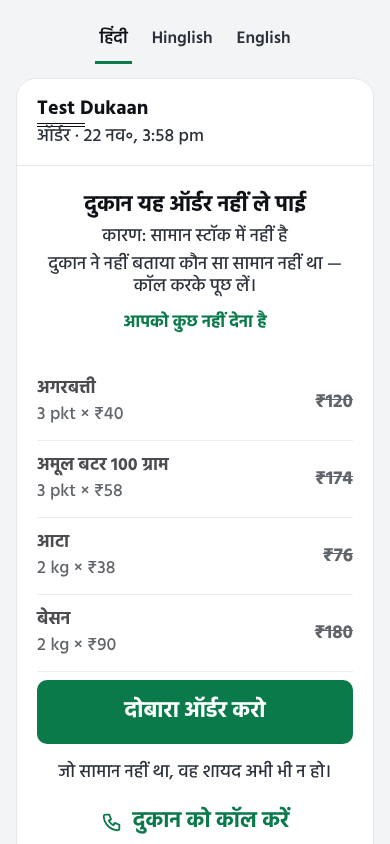 हिंदी Hinglish English
Test Dukaan
ऑर्डर · 22 नव॰, 3:58 pm
दुकान यह ऑर्डर नहीं ले पाई
कारण: सामान स्टॉक में नहीं है
दुकान ने नहीं बताया कौन सा सामान नहीं था —
कॉल करके पूछ लें।
आपको कुछ नहीं देना है
अगरबत्ती
3 pkt × ₹40
₹120
अमूल बटर 100 ग्राम
3 pkt × ₹58
₹174
आटा
2 kg × ₹38
₹76
बेसन
2 kg × ₹90
₹180
दोबारा ऑर्डर करो
जो सामान नहीं था, वह शायद अभी भी न हो।
दुकान को कॉल करें